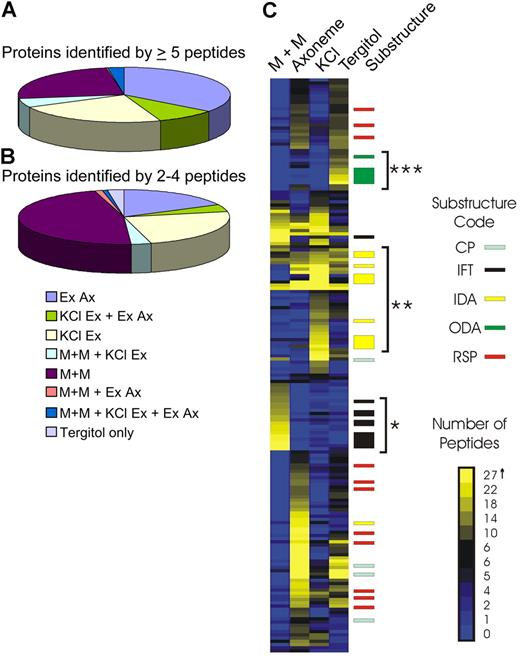 A
Proteins identified by ≥ 5 peptides
B
Proteins identified by 2-4 peptides
Ex Ax
KCl Ex + Ex Ax
KCl Ex
M+M + KCl Ex
M+M
M+M + Ex Ax
M+M + KCl Ex + Ex Ax
Tergitol only
C
M + M
Axoneme
KCl
Tergitol
Substructure
***
**
*
Substructure
Code
CP
IFT
IDA
ODA
RSP
Number of
Peptides
27↑
22
18
14
10
6
6
5
4
2
1
0